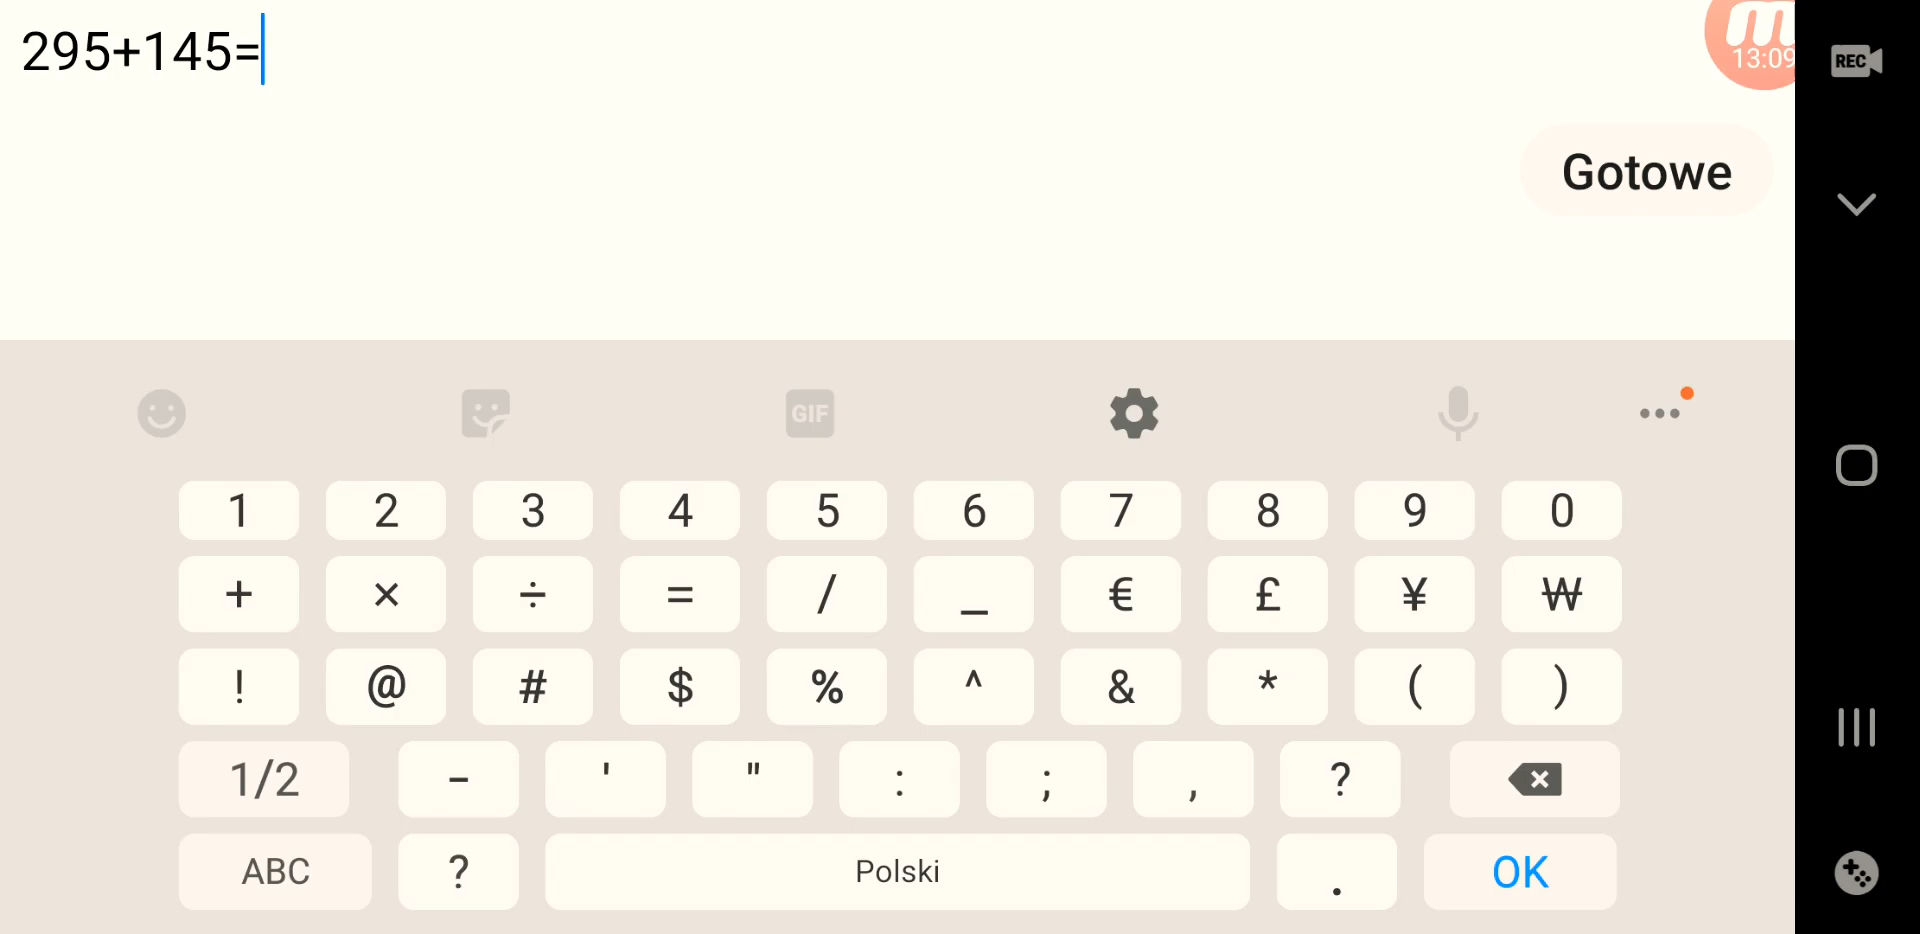 295+145=
13:09
REC
Gotowe
GIF
1 2 3 4 5 6 7 8 9 0
+ × ÷ = / _ € £ ¥ ₩
! @ # $ % ^ & * ( )
1/2 - ' " : ; , ?
ABC ? Polski . OK